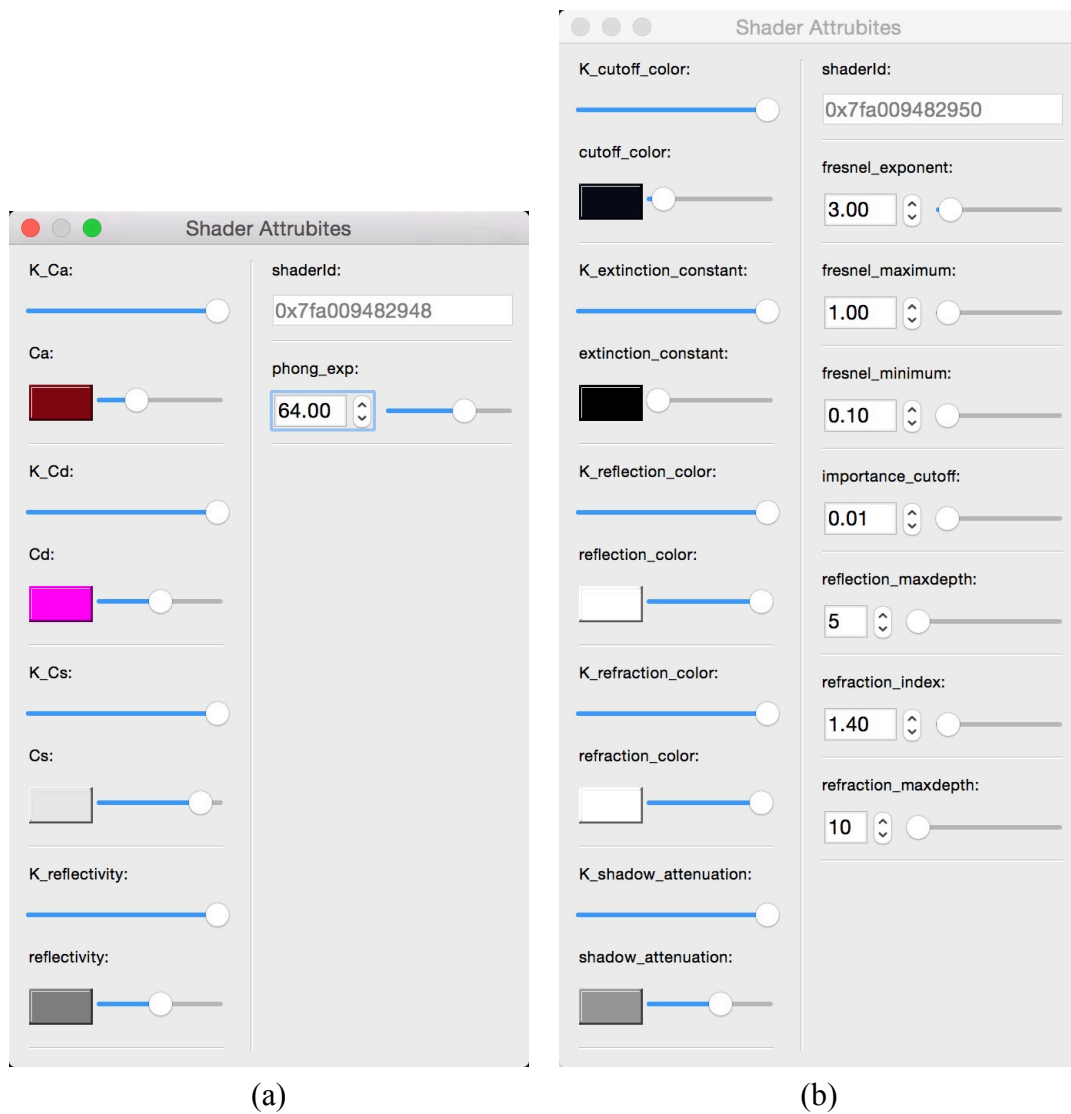 Shader Attrubites
K_Ca:
Ca:
K_Cd:
Cd:
K_Cs:
Cs:
K_reflectivity:
reflectivity:
shaderId:
0x7fa009482948
phong_exp:
64.00
(a)
Shader Attrubites
K_cutoff_color:
cutoff_color:
K_extinction_constant:
extinction_constant:
K_reflection_color:
reflection_color:
K_refraction_color:
refraction_color:
K_shadow_attenuation:
shadow_attenuation:
shaderId:
0x7fa009482950
fresnel_exponent:
3.00
fresnel_maximum:
1.00
fresnel_minimum:
0.10
importance_cutoff:
0.01
reflection_maxdepth:
5
refraction_index:
1.40
refraction_maxdepth:
10
(b)